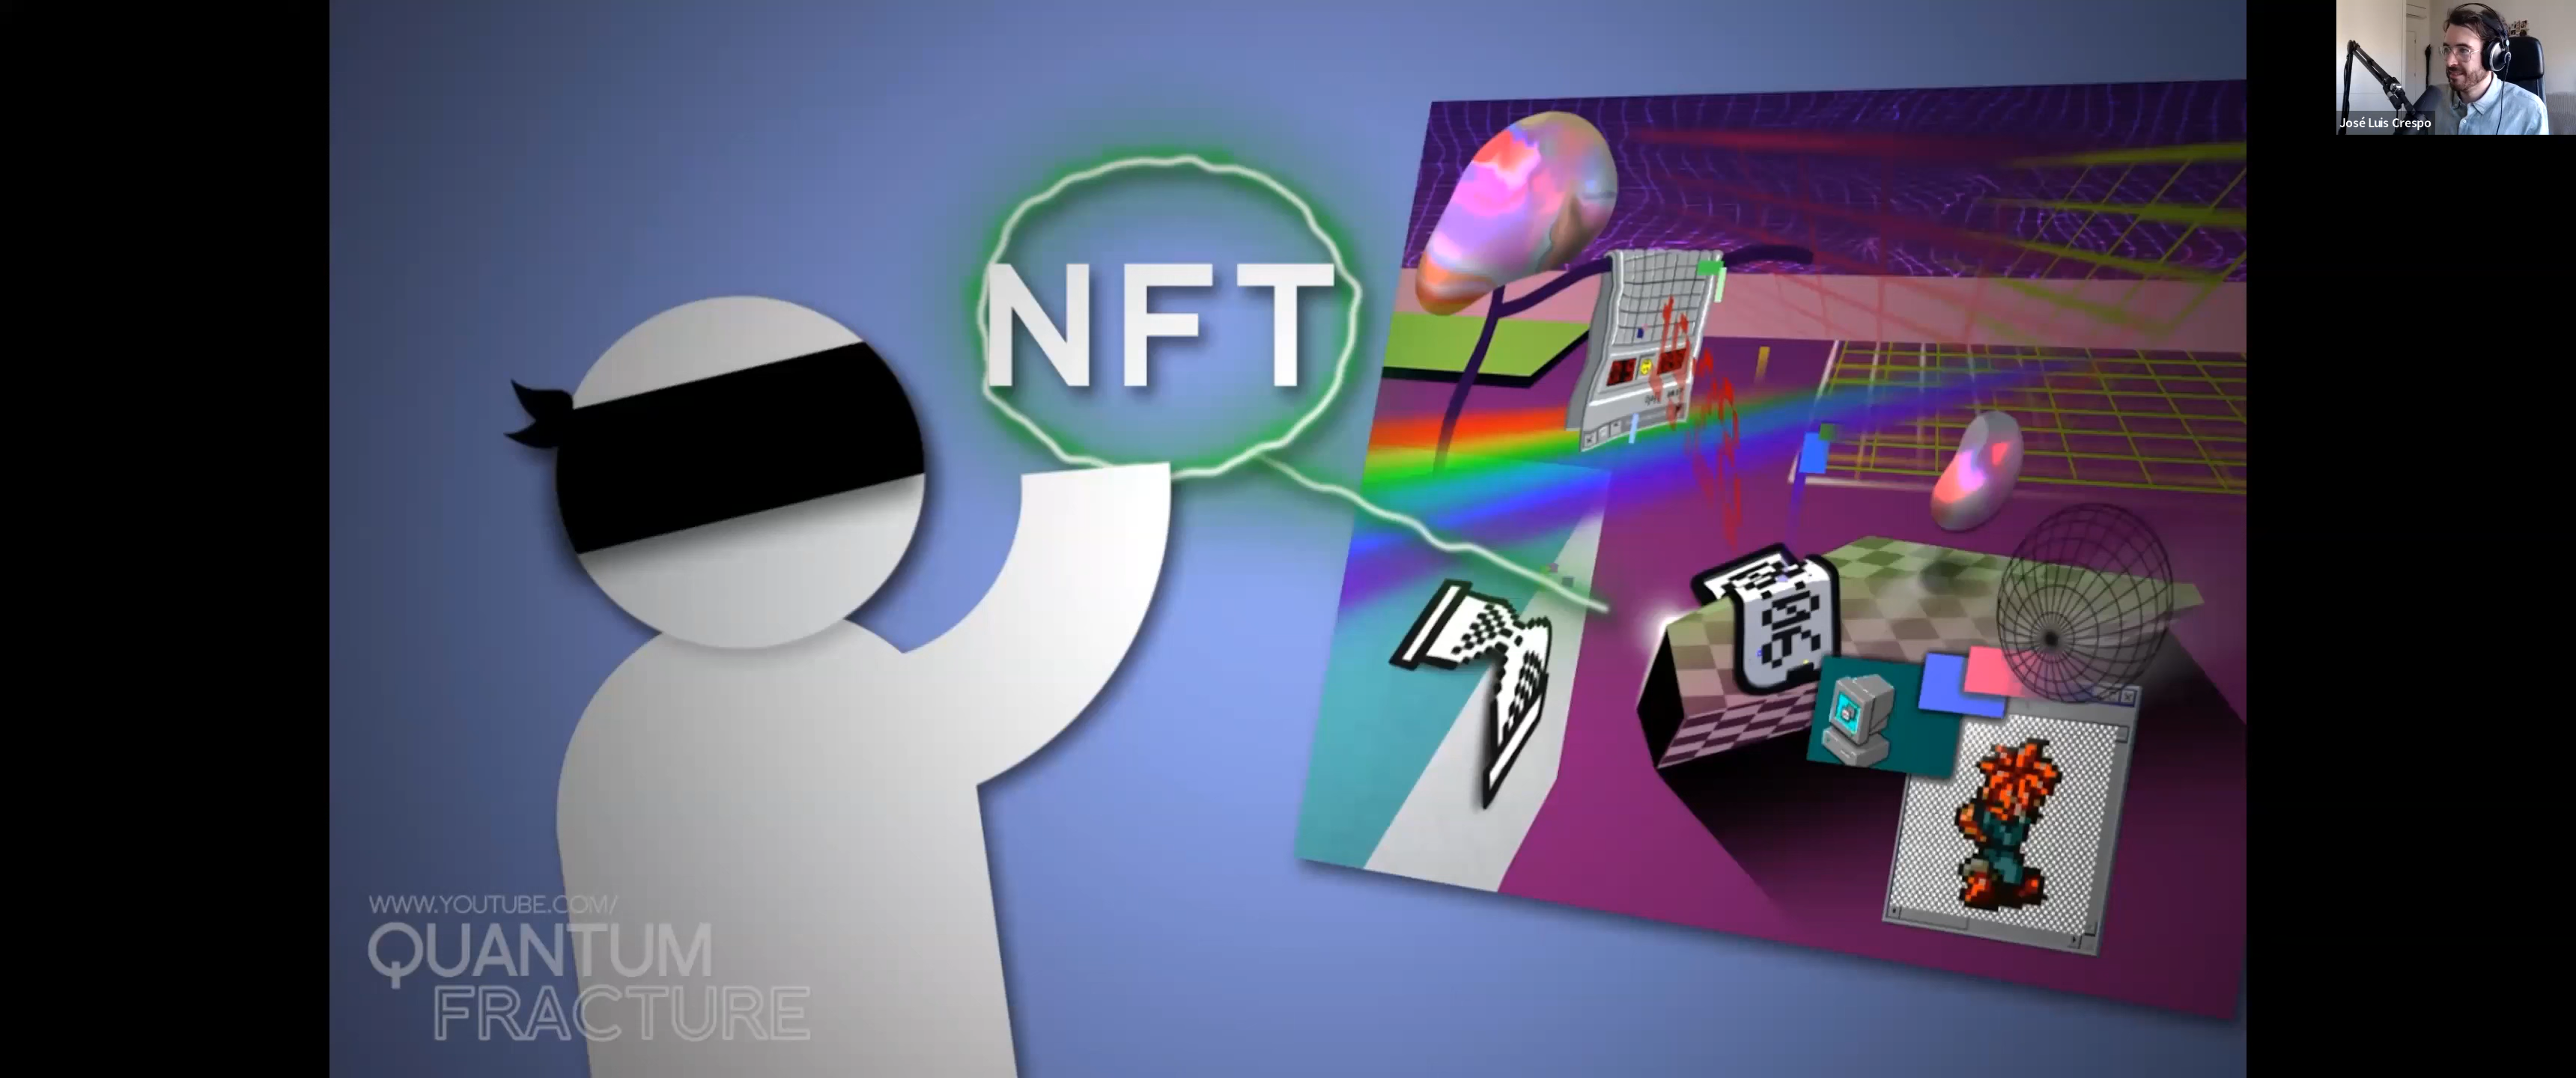 NFT
José Luis Crespo
WWW.YOUTUBE.COM/
QUANTUM
FRACTURE